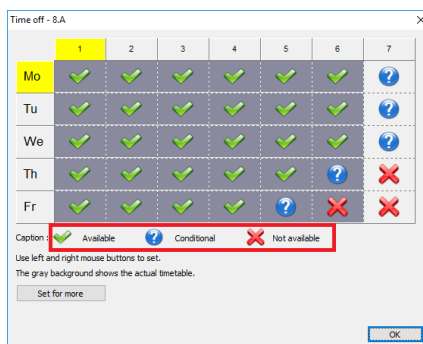 Time off - 8.A
1 2 3 4 5 6 7
Mo
Tu
We
Th
Fr
Caption : Available Conditional Not available
Use left and right mouse buttons to set.
The gray background shows the actual timetable.
Set for more
OK